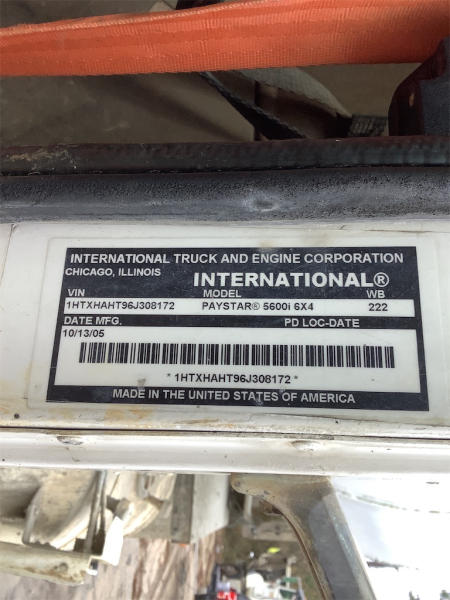 INTERNATIONAL TRUCK AND ENGINE CORPORATION
CHICAGO, ILLINOIS INTERNATIONAL®
VIN MODEL WB
1HTXHAHT96J308172 PAYSTAR® 5600i 6X4 222
DATE MFG. PD LOC-DATE
10/13/05
*1HTXHAHT96J308172*
MADE IN THE UNITED STATES OF AMERICA